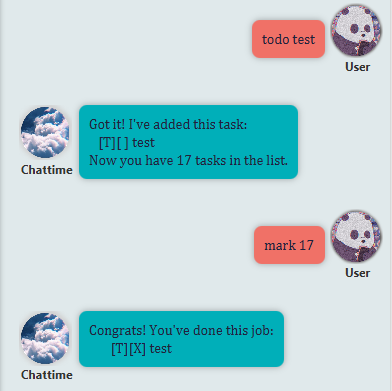 todo test
User
Got it! I've added this task:
[T][ ] test
Now you have 17 tasks in the list.
Chattime
mark 17
User
Congrats! You've done this job:
[T][X] test
Chattime